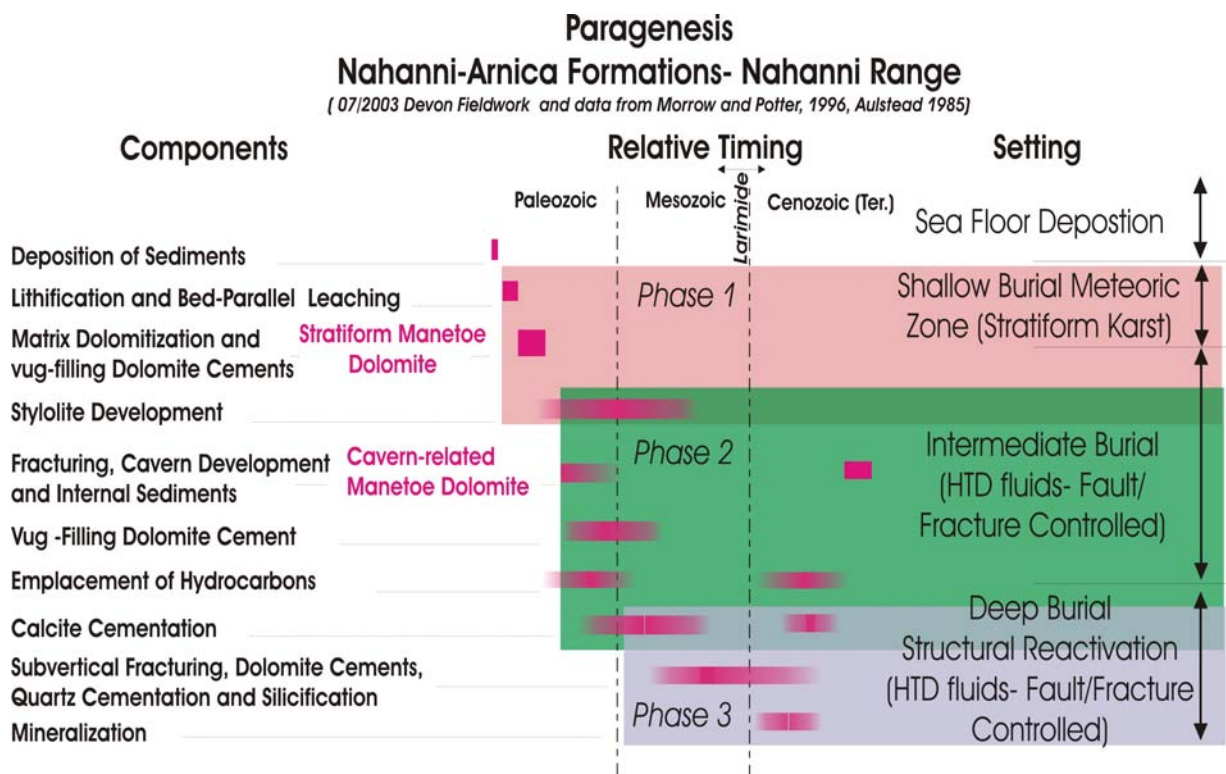 Paragenesis
Nahanni-Arnica Formations- Nahanni Range
( 07/2003 Devon Fieldwork and data from Morrow and Potter, 1996, Aulstead 1985)
Components
Relative Timing
Setting
Paleozoic
Mesozoic
Larimide
Cenozoic (Ter.)
Sea Floor Depostion
Deposition of Sediments
Lithification and Bed-Parallel Leaching
Phase 1
Shallow Burial Meteoric
Zone (Stratiform Karst)
Matrix Dolomitization and
vug-filling Dolomite Cements
Stratiform Manetoe
Dolomite
Stylolite Development
Phase 2
Intermediate Burial
(HTD fluids- Fault/
Fracture Controlled)
Fracturing, Cavern Development
and Internal Sediments
Cavern-related
Manetoe Dolomite
Vug -Filling Dolomite Cement
Emplacement of Hydrocarbons
Calcite Cementation
Deep Burial
Structural Reactivation
(HTD fluids- Fault/Fracture
Controlled)
Subvertical Fracturing, Dolomite Cements,
Quartz Cementation and Silicification
Phase 3
Mineralization